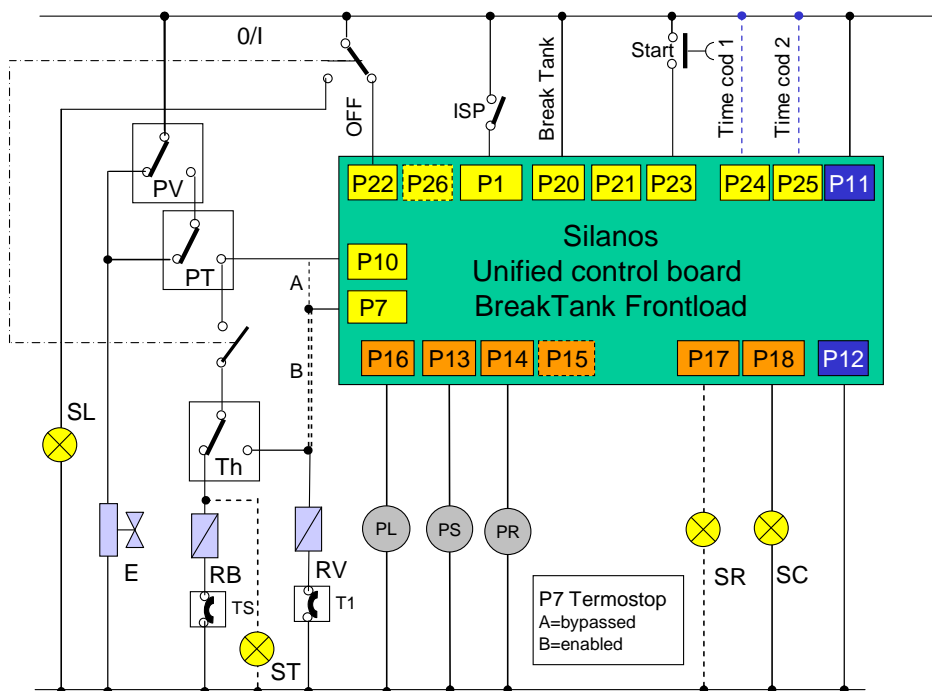 0/I
OFF
ISP
Break Tank
Start
Time cod 1
Time cod 2
PV
PT
P22 P26 P1 P20 P21 P23 P24 P25 P11
Silanos
Unified control board
BreakTank Frontload
P10
P7
A
B
P16 P13 P14 P15 P17 P18 P12
SL
Th
E
RB
RV
TS
T1
ST
PL
PS
PR
SR
SC
P7 Termostop
A=bypassed
B=enabled